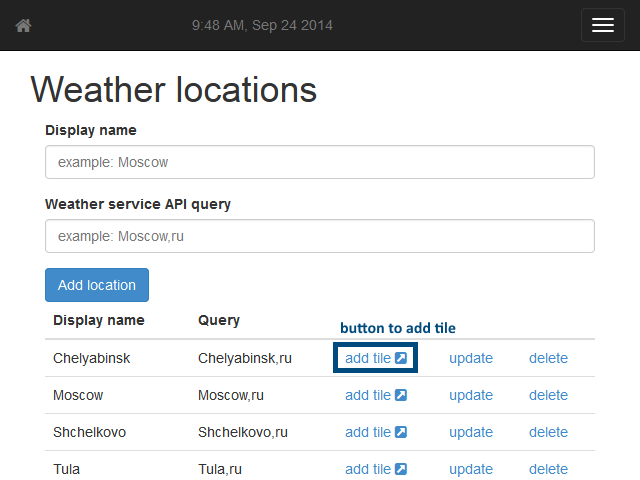 9:48 AM, Sep 24 2014
Weather locations
Display name
example: Moscow
Weather service API query
example: Moscow,ru
Add location
button to add tile
Display name Query
Chelyabinsk Chelyabinsk,ru add tile update delete
Moscow Moscow,ru add tile update delete
Shchelkovo Shchelkovo,ru add tile update delete
Tula Tula,ru add tile update delete